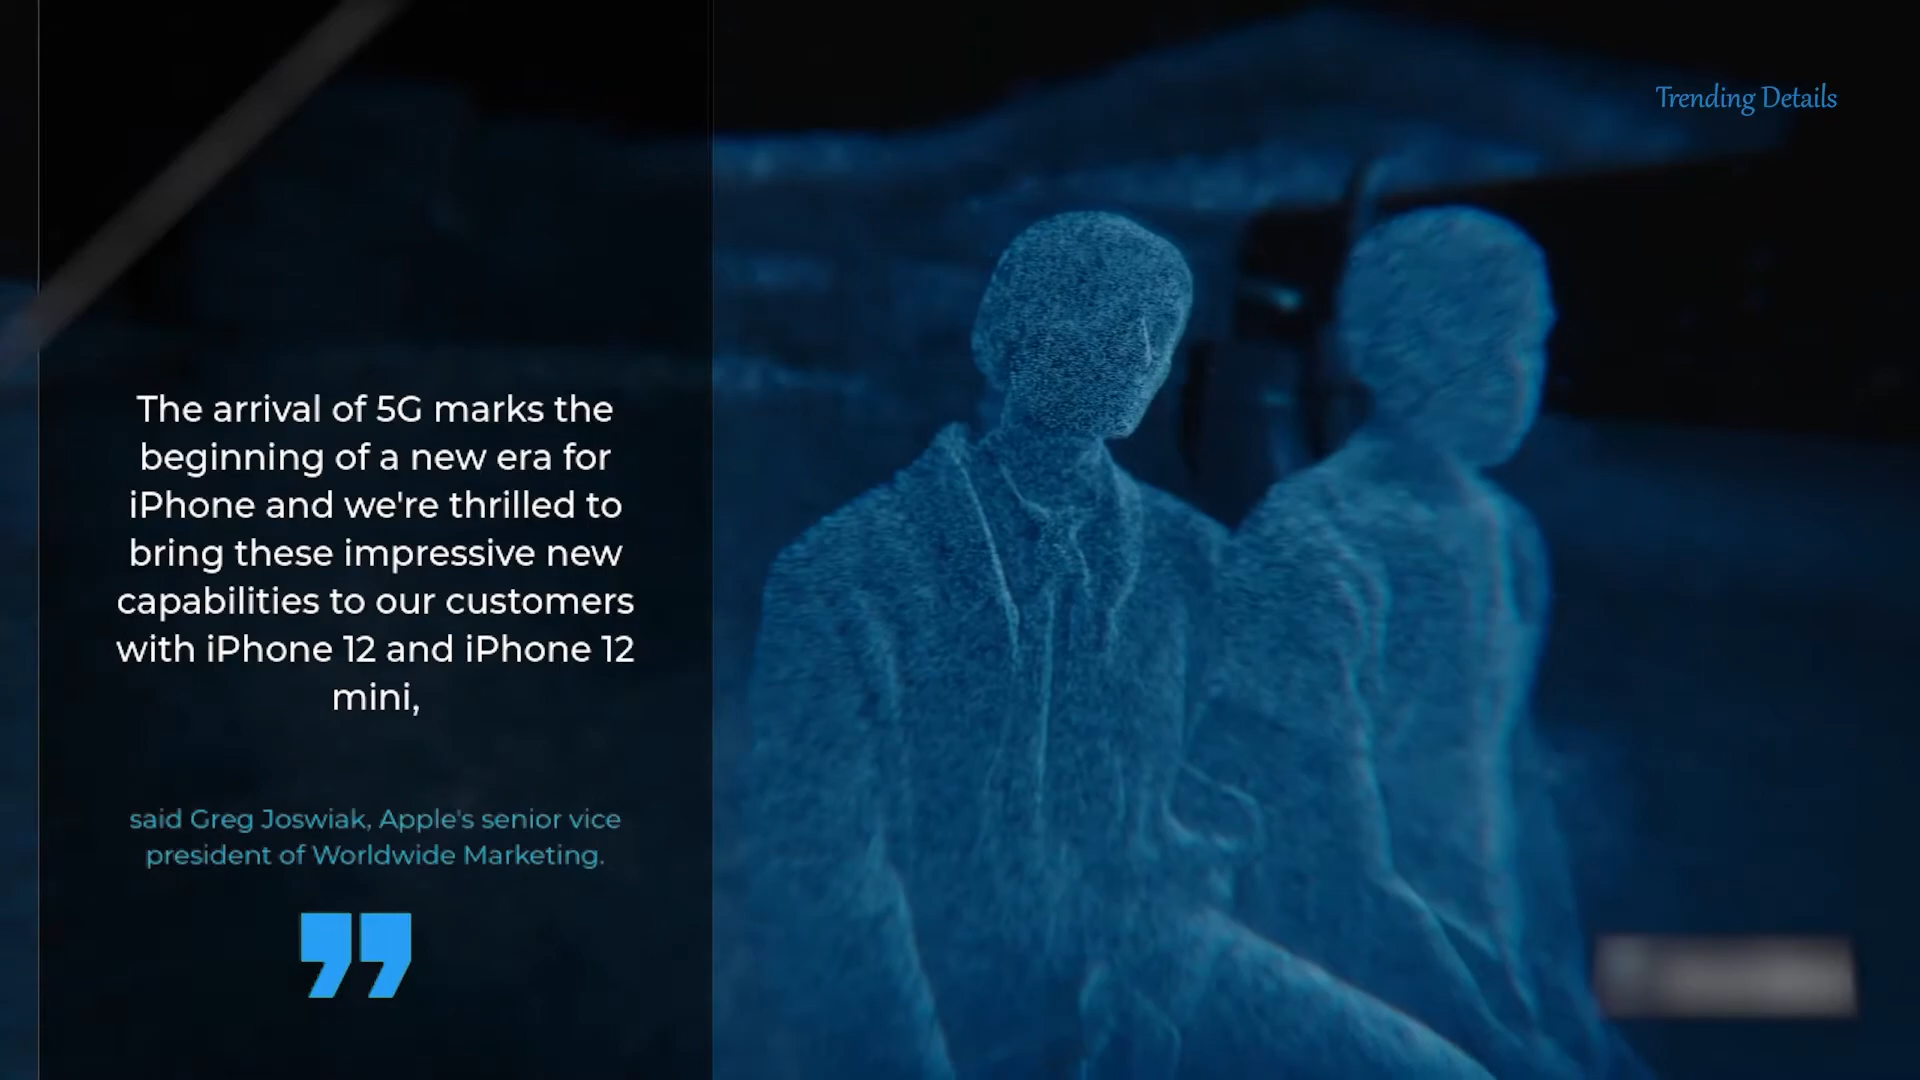 Trending Details
The arrival of 5G marks the
beginning of a new era for
iPhone and we're thrilled to
bring these impressive new
capabilities to our customers
with iPhone 12 and iPhone 12
mini,
said Greg Joswiak, Apple's senior vice
president of Worldwide Marketing.
”